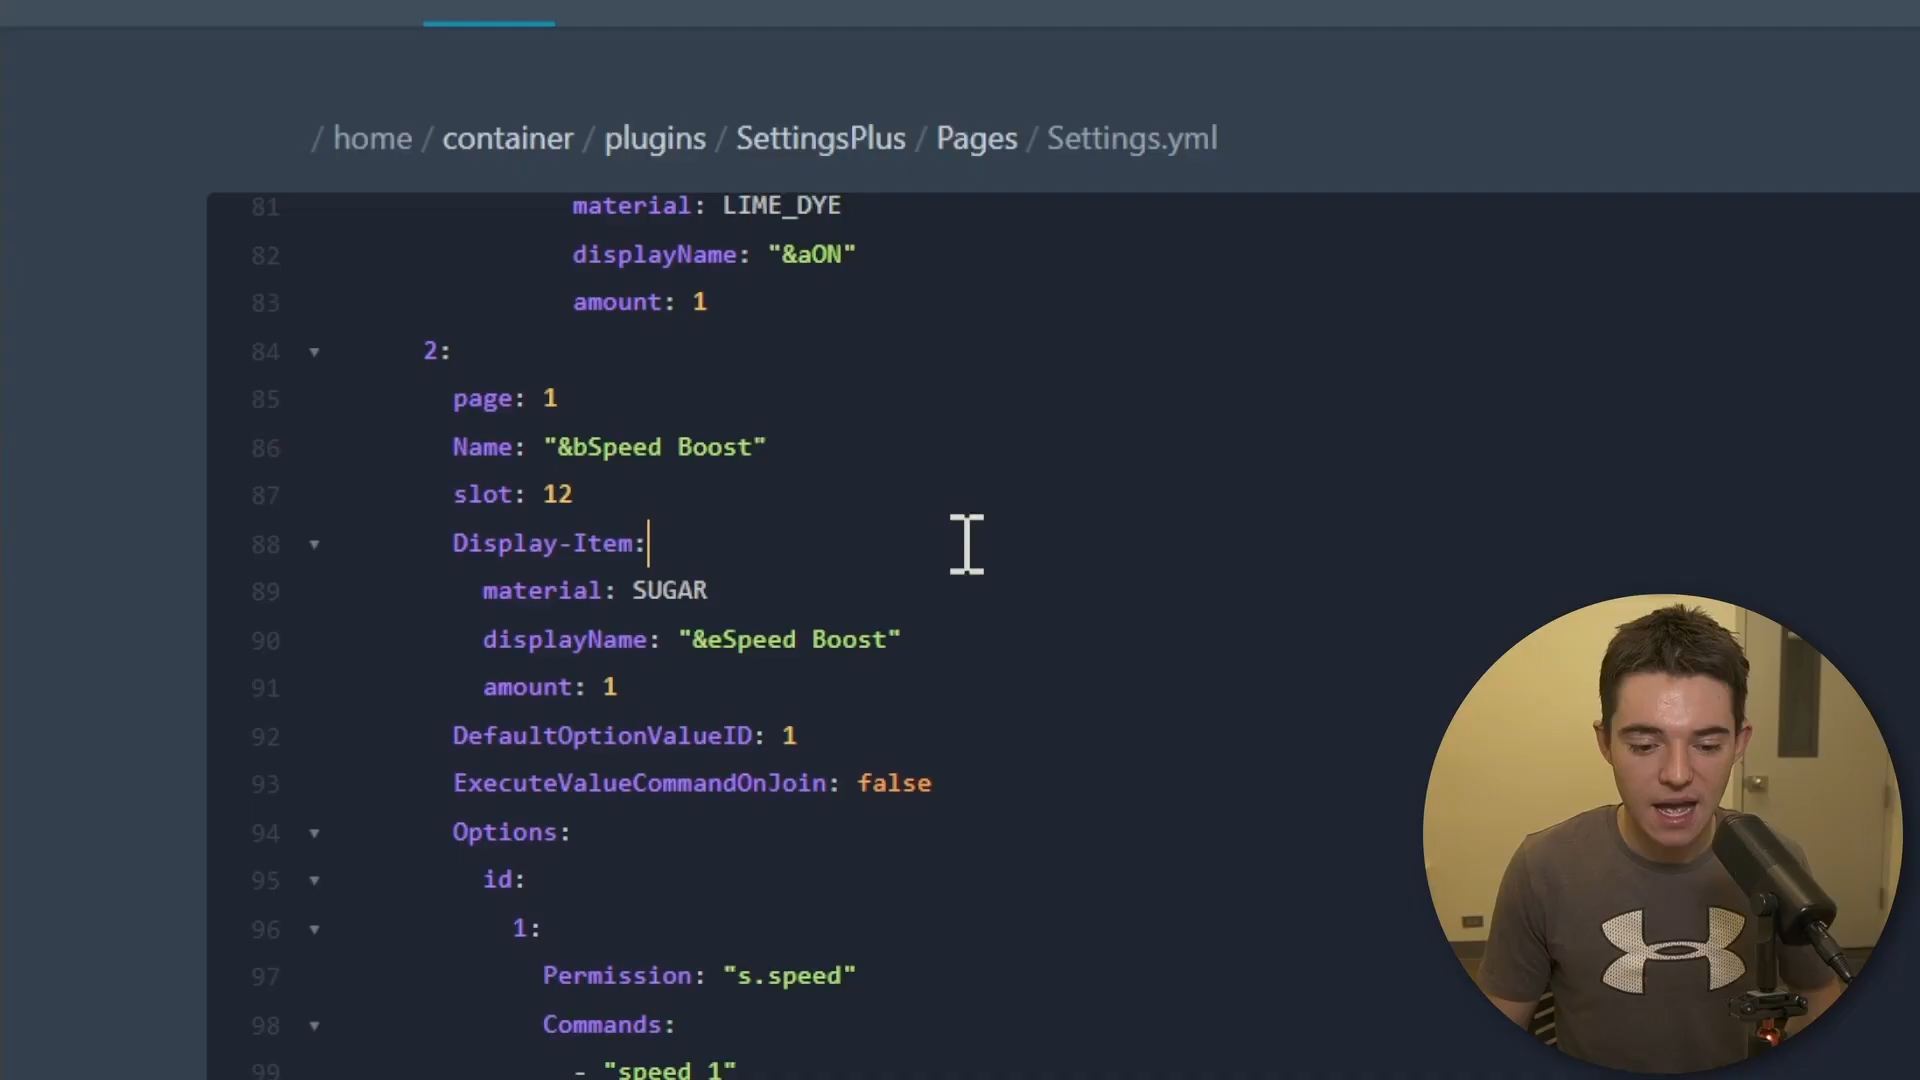 / home / container / plugins / SettingsPlus / Pages / Settings.yml
81 material: LIME_DYE
82 displayName: "&aON"
83 amount: 1
84 2:
85 page: 1
86 Name: "&bSpeed Boost"
87 slot: 12
88 Display-Item:
89 material: SUGAR
90 displayName: "&eSpeed Boost"
91 amount: 1
92 DefaultOptionValueID: 1
93 ExecuteValueCommandOnJoin: false
94 Options:
95 id:
96 1:
97 Permission: "s.speed"
98 Commands:
99 - "speed 1"